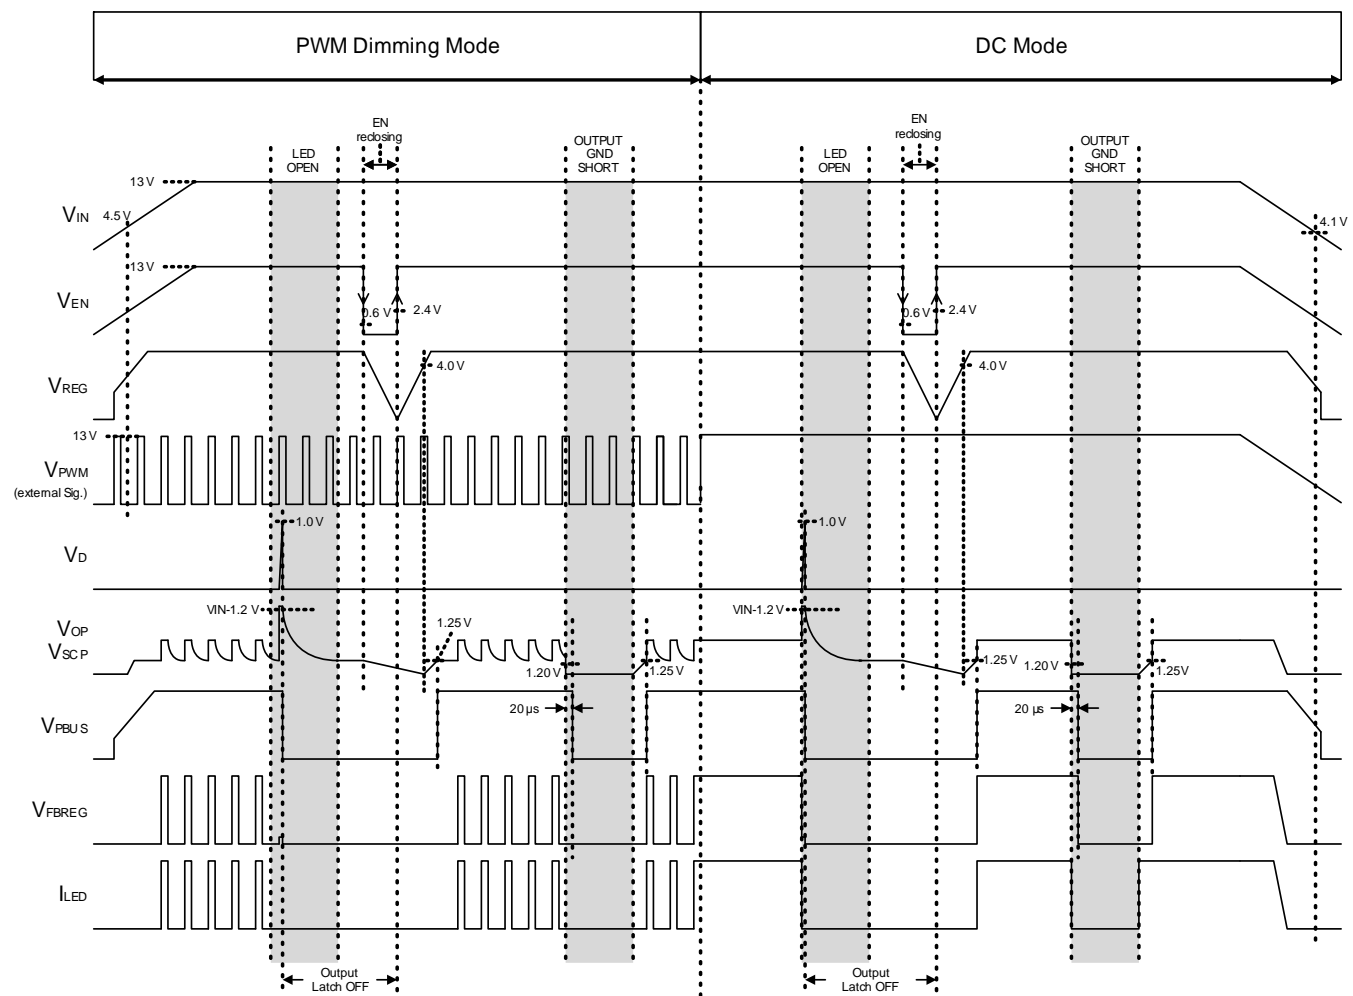 PWM Dimming Mode
DC Mode
EN
reclosing
LED
OPEN
OUTPUT
GND
SHORT
EN
reclosing
LED
OPEN
OUTPUT
GND
SHORT
VIN
13 V
4.5 V
4.1 V
VEN
13 V
0.6 V
2.4 V
0.6 V
2.4 V
VREG
4.0 V
4.0 V
VPWM
(external Sig.)
13 V
VD
1.0 V
1.0 V
VOP
VSCP
VIN-1.2 V
1.25 V
1.20 V
1.25 V
VIN-1.2 V
1.25 V
1.20 V
1.25 V
VPBUS
20 µs
20 µs
VFBREG
ILED
Output
Latch OFF
Output
Latch OFF